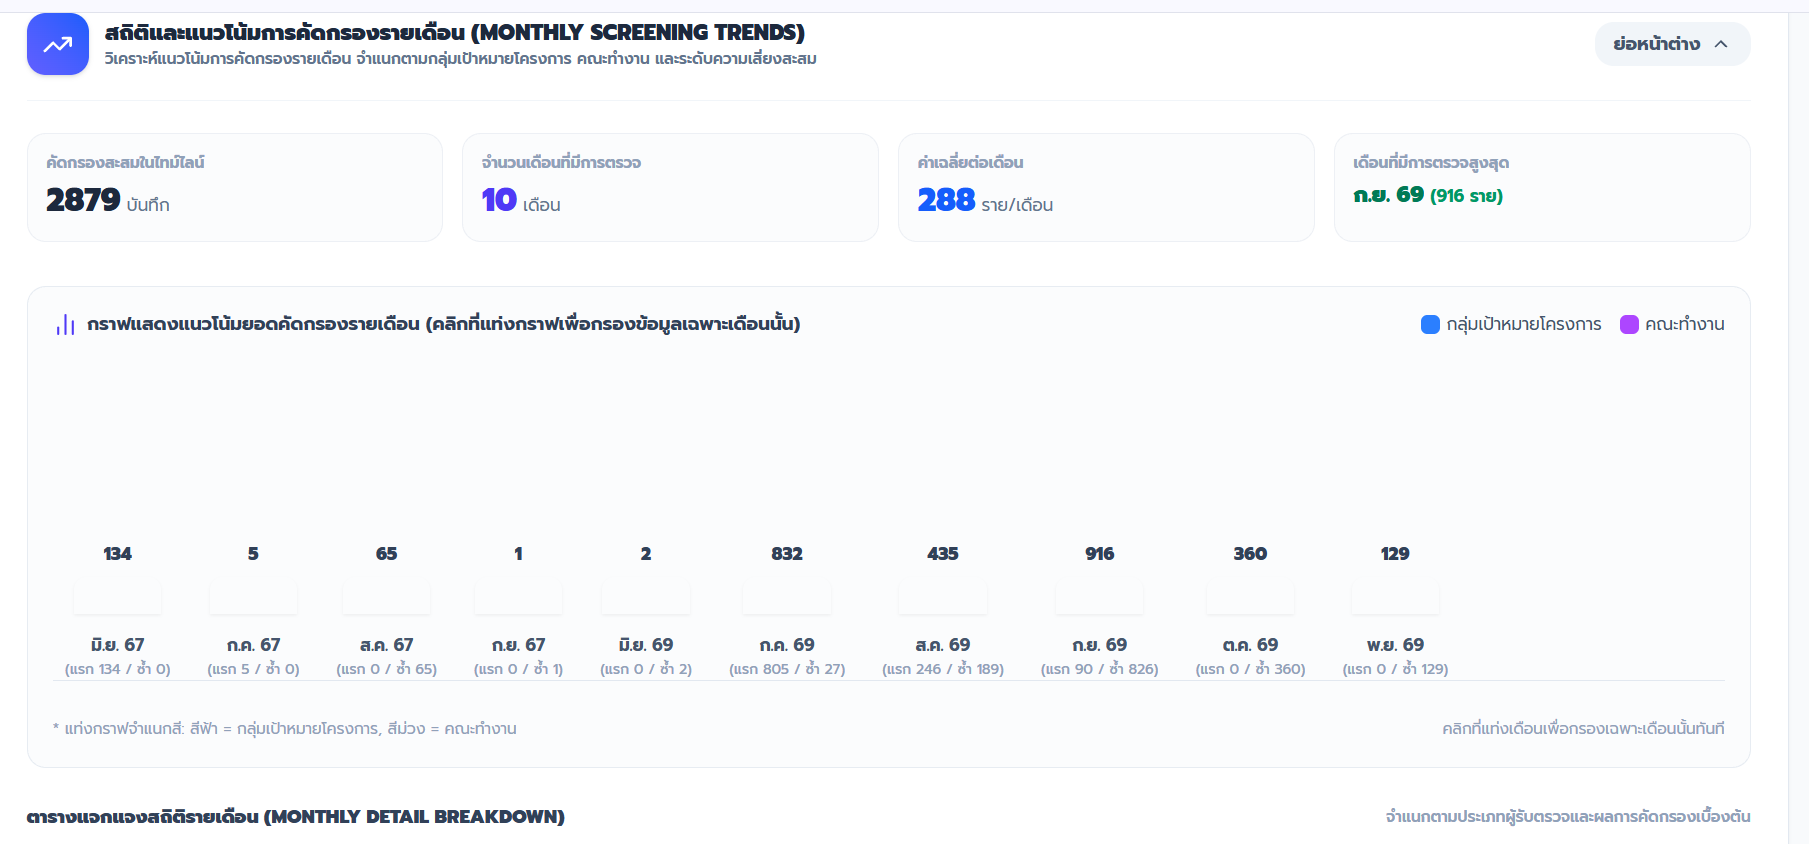 สถิติและแนวโน้มการคัดกรองรายเดือน (MONTHLY SCREENING TRENDS)
วิเคราะห์แนวโน้มการคัดกรองรายเดือน จำแนกตามกลุ่มเป้าหมายโครงการ คณะทำงาน และระดับความเสี่ยงสะสม
ย่อหน้าต่าง
คัดกรองสะสมในไทม์ไลน์
2879 บันทึก
จำนวนเดือนที่มีการตรวจ
10 เดือน
ค่าเฉลี่ยต่อเดือน
288 ราย/เดือน
เดือนที่มีการตรวจสูงสุด
ก.ย. 69 (916 ราย)
กราฟแสดงแนวโน้มยอดคัดกรองรายเดือน (คลิกที่แท่งกราฟเพื่อกรองข้อมูลเฉพาะเดือนนั้น)
กลุ่มเป้าหมายโครงการ คณะทำงาน
134 5 65 1 2 832 435 916 360 129
มิ.ย. 67 ก.ค. 67 ส.ค. 67 ก.ย. 67 มิ.ย. 69 ก.ค. 69 ส.ค. 69 ก.ย. 69 ต.ค. 69 พ.ย. 69
(แรก 134 / ซ้ำ 0) (แรก 5 / ซ้ำ 0) (แรก 0 / ซ้ำ 65) (แรก 0 / ซ้ำ 1) (แรก 0 / ซ้ำ 2) (แรก 805 / ซ้ำ 27) (แรก 246 / ซ้ำ 189) (แรก 90 / ซ้ำ 826) (แรก 0 / ซ้ำ 360) (แรก 0 / ซ้ำ 129)
* แท่งกราฟจำแนกสี: สีฟ้า = กลุ่มเป้าหมายโครงการ, สีม่วง = คณะทำงาน
คลิกที่แท่งเดือนเพื่อกรองเฉพาะเดือนนั้นทันที
ตารางแจกแจงสถิติรายเดือน (MONTHLY DETAIL BREAKDOWN)
จำแนกตามประเภทผู้รับตรวจและผลการคัดกรองเบื้องต้น